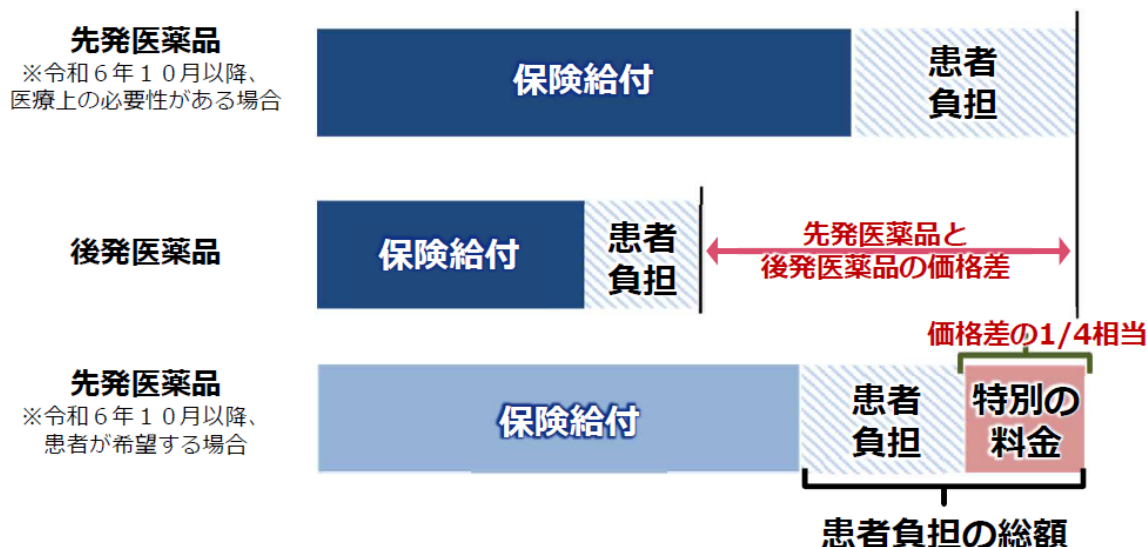 先発医薬品
※令和６年１０月以降、
医療上の必要性がある場合
保険給付
患者
負担
後発医薬品
保険給付
患者
負担
先発医薬品と
後発医薬品の価格差
価格差の1/4相当
先発医薬品
※令和６年１０月以降、
患者が希望する場合
保険給付
患者
負担
特別の
料金
患者負担の総額